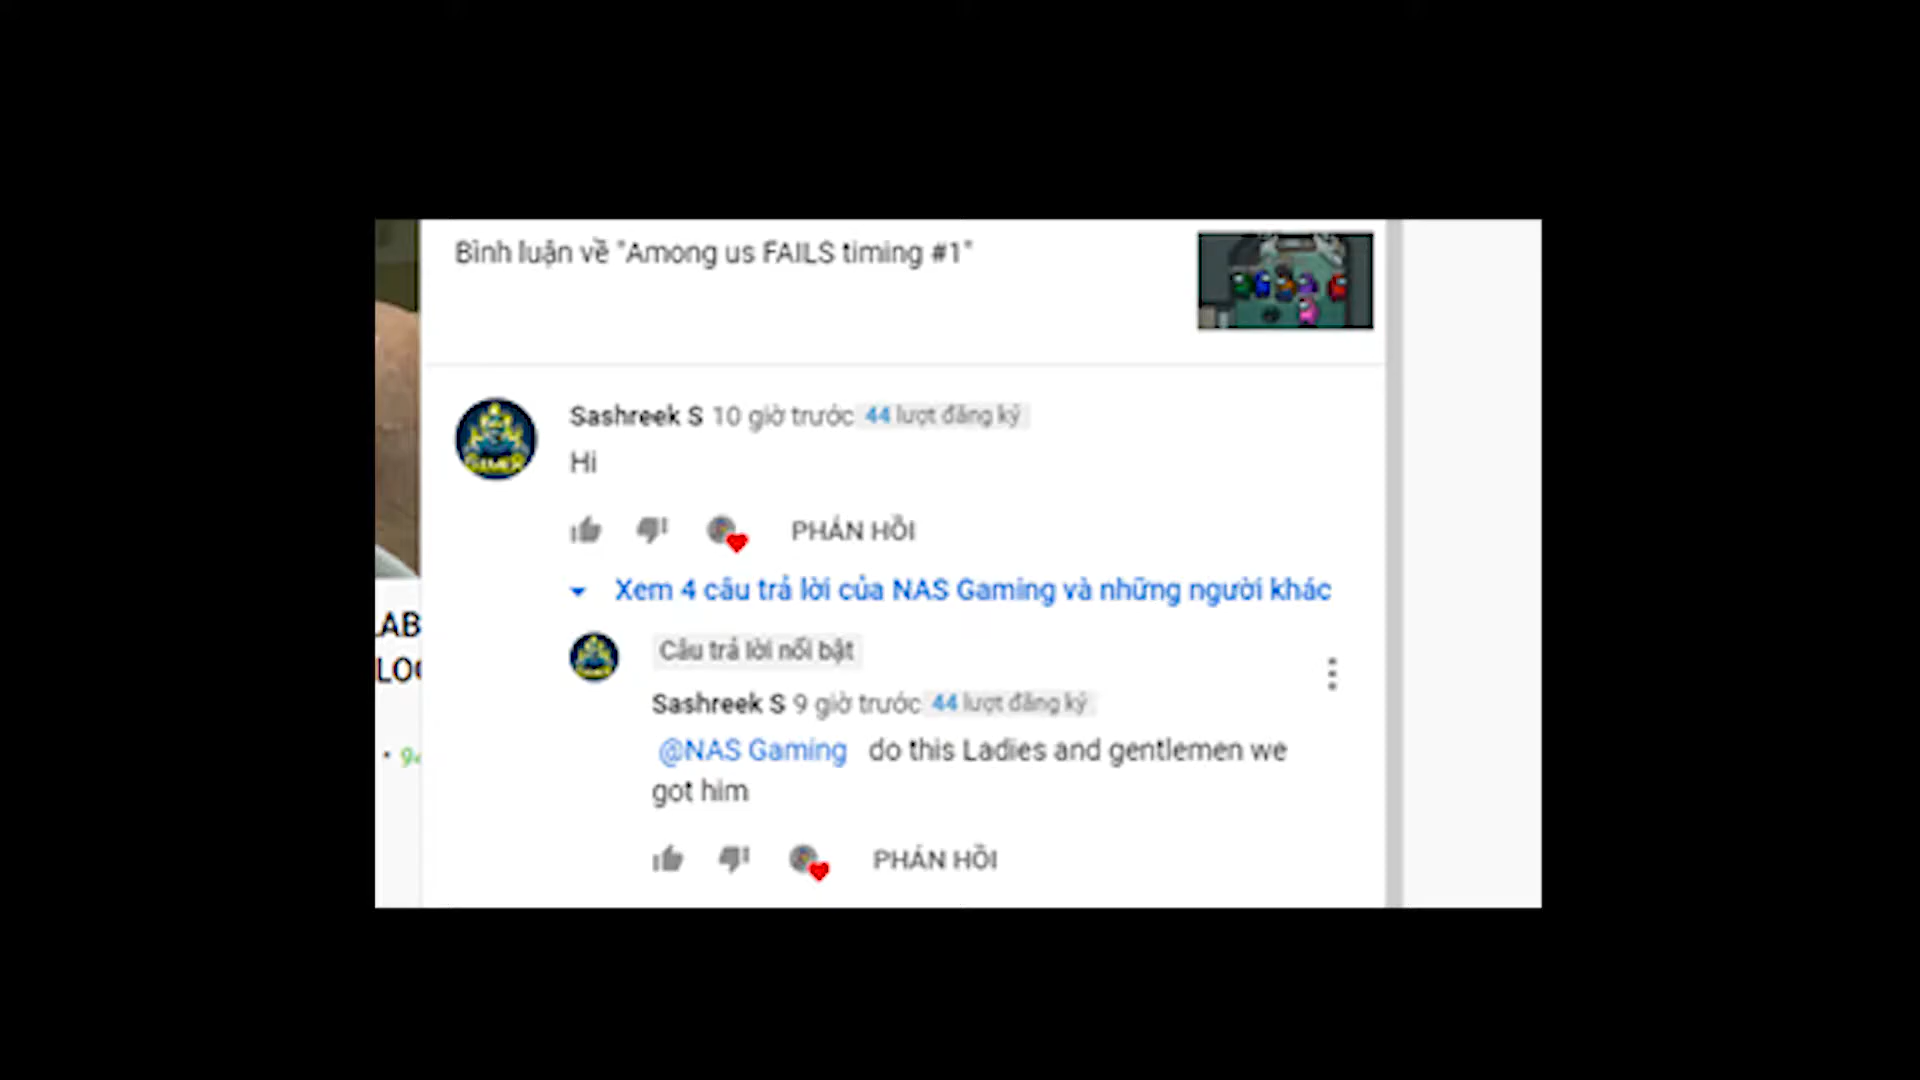 Bình luận về "Among us FAILS timing #1"
Sashreek S 10 giờ trước 44 lượt đăng ký
Hi
PHẢN HỒI
Xem 4 câu trả lời của NAS Gaming và những người khác
LAB
LOC
Câu trả lời nổi bật
Sashreek S 9 giờ trước 44 lượt đăng ký
@NAS Gaming do this Ladies and gentlemen we
got him
PHẢN HỒI